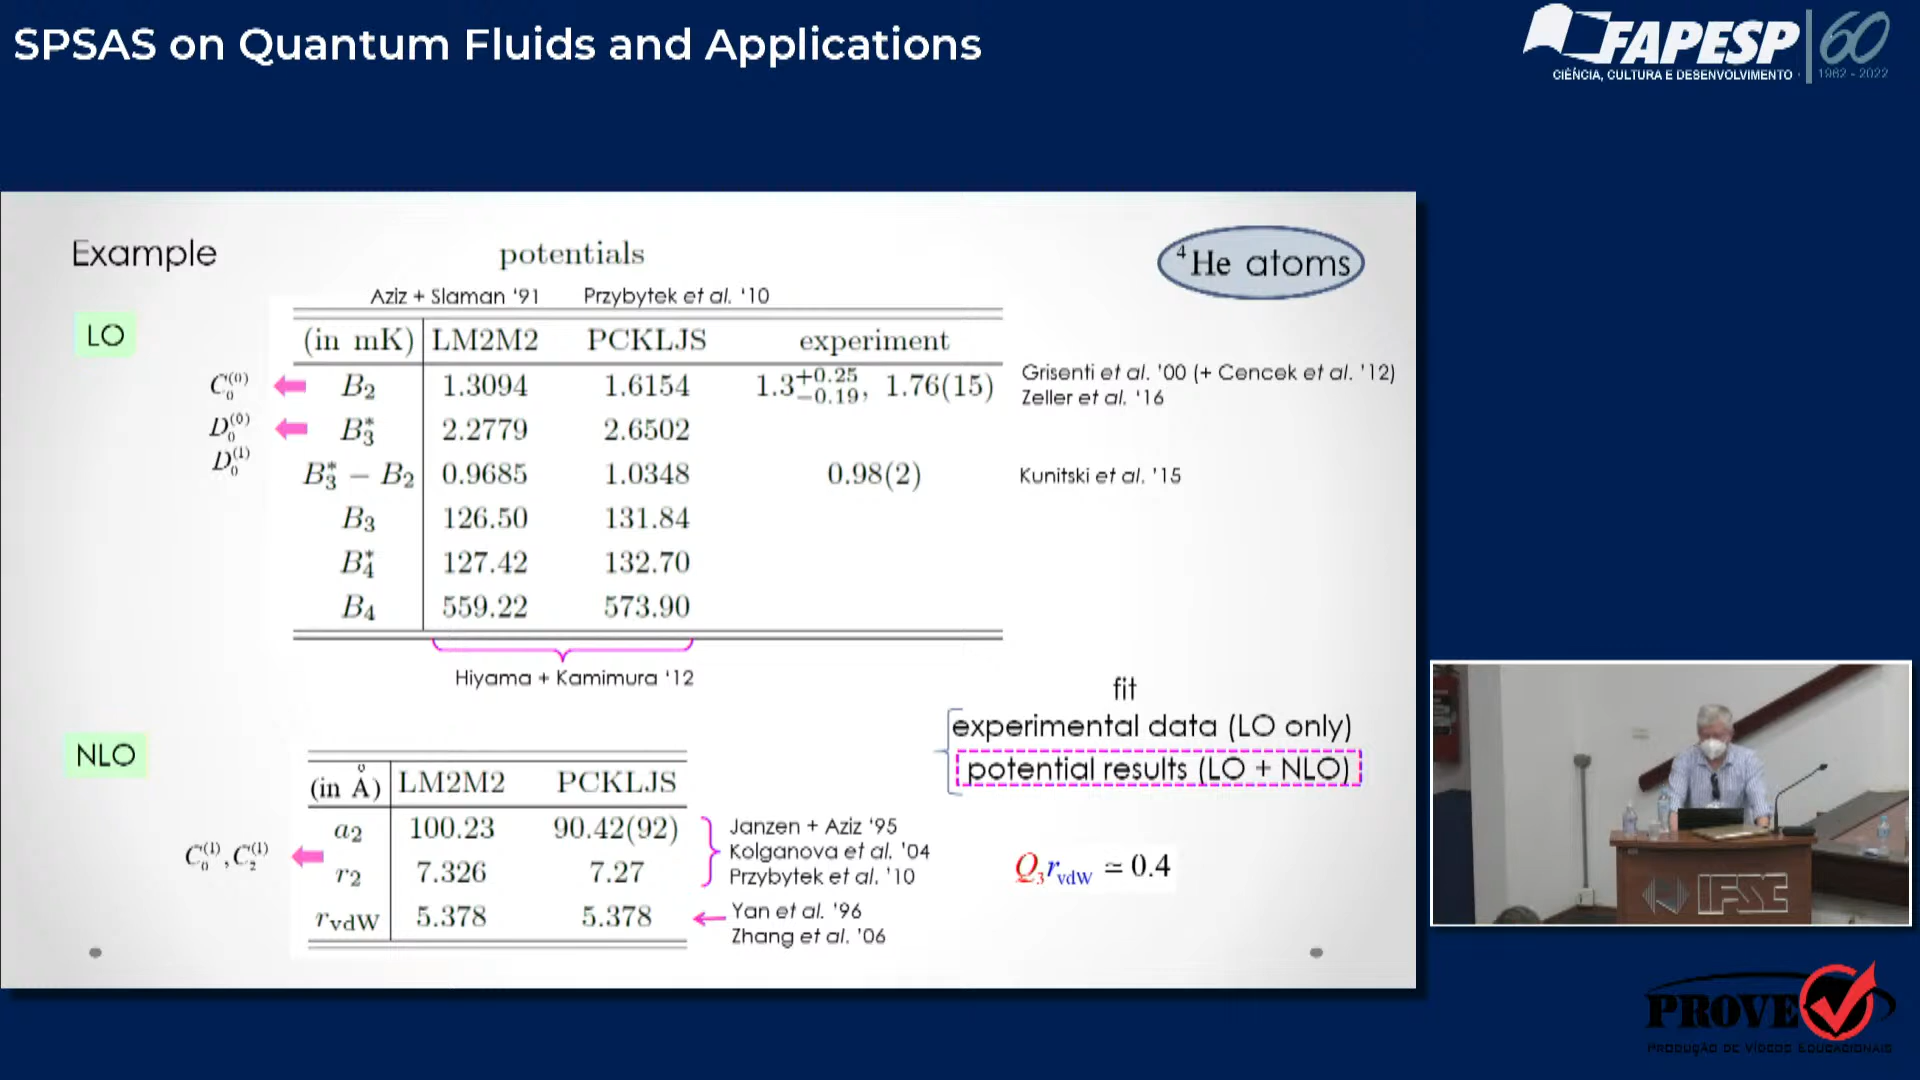 SPSAS on Quantum Fluids and Applications
FAPESP 60
CIÊNCIA, CULTURA E DESENVOLVIMENTO 1962 - 2022
Example
potentials
⁴He atoms
Aziz + Slaman '91 Przybytek et al. '10
LO
(in mK) LM2M2 PCKLJS experiment
C₀⁽⁰⁾ B₂ 1.3094 1.6154 1.3⁺⁰·²⁵₋₀.₁₉, 1.76(15)
Grisenti et al. '00 (+ Cencek et al. '12)
Zeller et al. '16
D₀⁽⁰⁾ B₃* 2.2779 2.6502
D₀⁽¹⁾
B₃* − B₂ 0.9685 1.0348 0.98(2) Kunitski et al. '15
B₃ 126.50 131.84
B₄* 127.42 132.70
B₄ 559.22 573.90
Hiyama + Kamimura '12
fit
experimental data (LO only)
potential results (LO + NLO)
NLO
(in Å) LM2M2 PCKLJS
a₂ 100.23 90.42(92)
C₀⁽¹⁾, C₂⁽¹⁾ r₂ 7.326 7.27
r_vdW 5.378 5.378
Janzen + Aziz '95
Kolganova et al. '04
Przybytek et al. '10
Yan et al. '96
Zhang et al. '06
Q₃r_vdW ≃ 0.4
IFSC
PROVE
PRODUÇÃO DE VÍDEOS EDUCACIONAIS